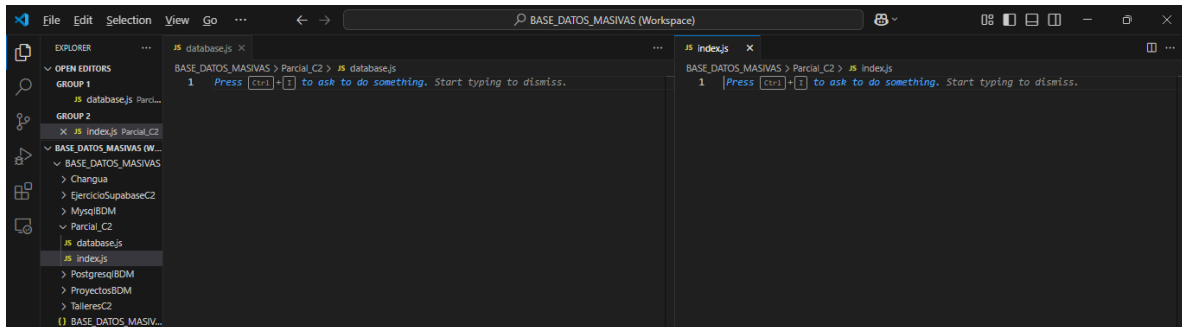 File Edit Selection View Go ··· ← → BASE_DATOS_MASIVAS (Workspace)
EXPLORER ···
OPEN EDITORS
GROUP 1
JS database.js Parci...
GROUP 2
JS index.js Parcial_C2
BASE_DATOS_MASIVAS (W...
BASE_DATOS_MASIVAS
Changua
EjercicioSupabaseC2
MysqlBDM
Parcial_C2
JS database.js
JS index.js
PostgresqlBDM
ProyectosBDM
TalleresC2
{} BASE_DATOS_MASIV...
JS database.js ···
BASE_DATOS_MASIVAS > Parcial_C2 > JS database.js
1 Press Ctrl+I to ask to do something. Start typing to dismiss.
JS index.js ···
BASE_DATOS_MASIVAS > Parcial_C2 > JS index.js
1 Press Ctrl+I to ask to do something. Start typing to dismiss.